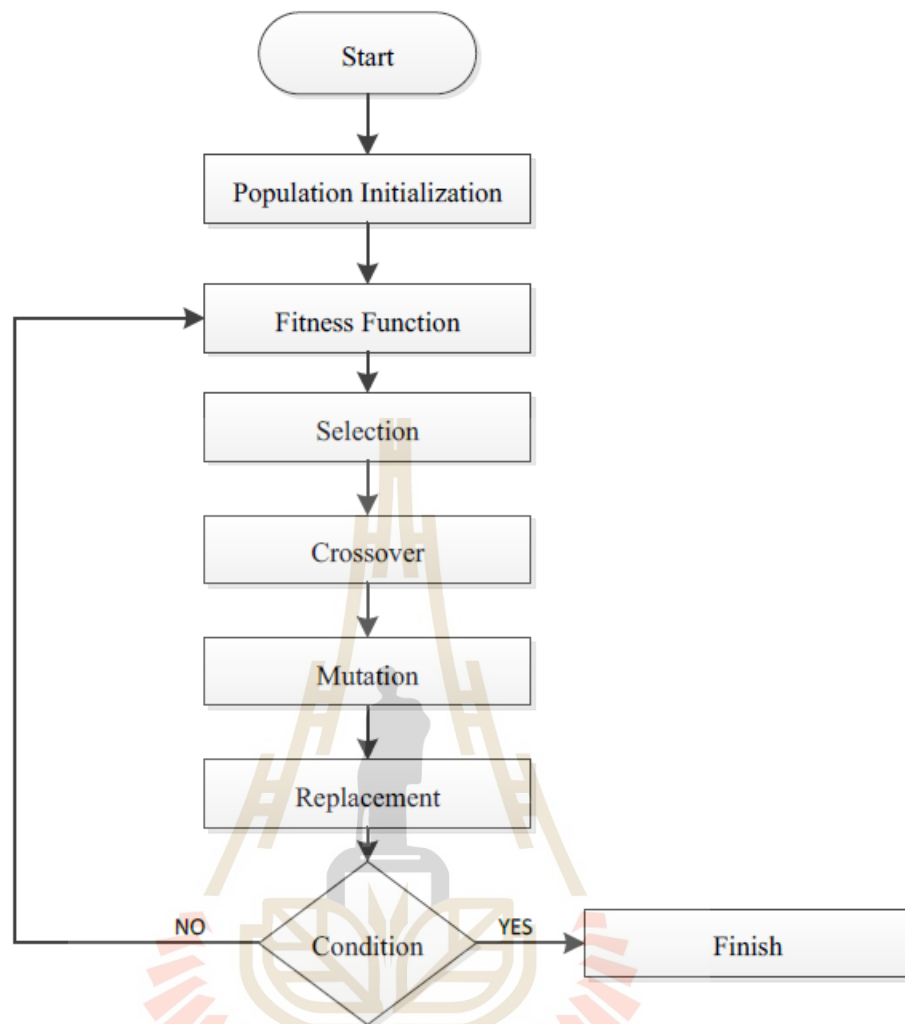 Start
Population Initialization
Fitness Function
Selection
Crossover
Mutation
Replacement
NO
Condition
YES
Finish